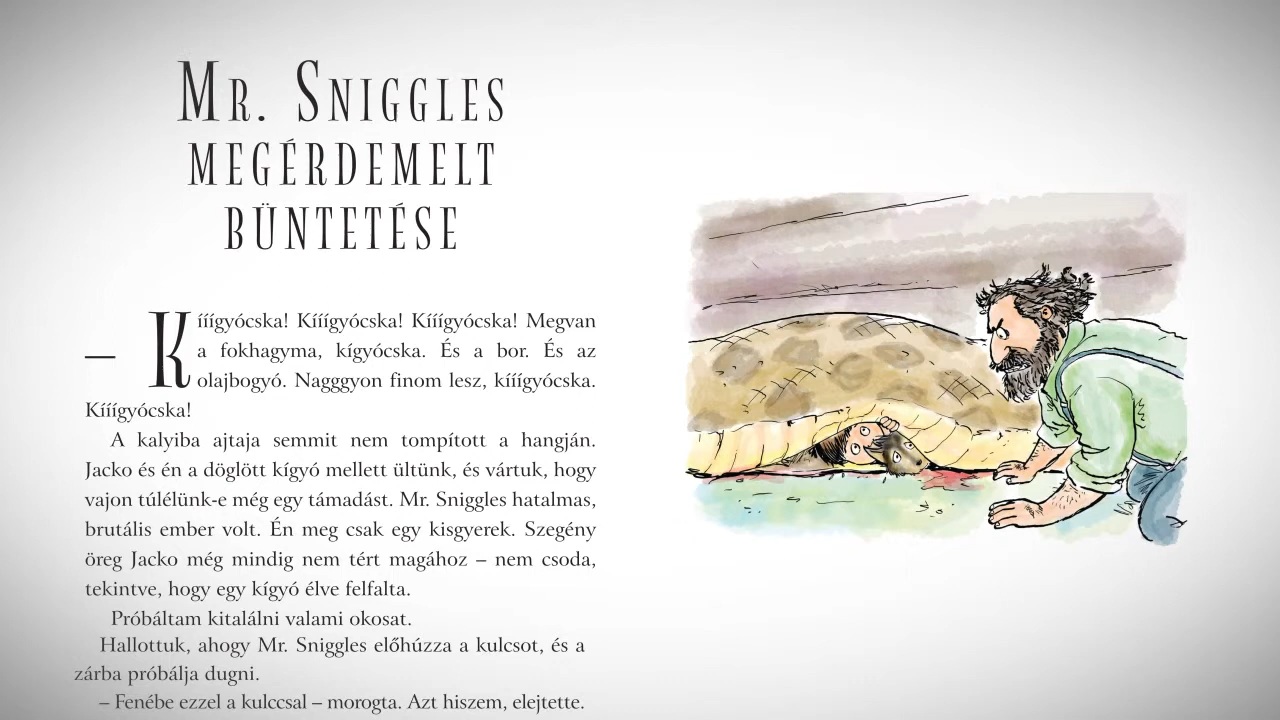 MR. SNIGGLES
MEGÉRDEMELT
BÜNTETÉSE
– Kíííígyócska! Kíííígyócska! Kíííígyócska! Megvan
a fokhagyma, kígyócska. És a bor. És az
olajbogyó. Nagggyon finom lesz, kíííígyócska.
Kíííígyócska!
A kalyiba ajtaja semmit nem tompított a hangján.
Jacko és én a döglött kígyó mellett ültünk, és vártuk, hogy
vajon túlélünk-e még egy támadást. Mr. Sniggles hatalmas,
brutális ember volt. Én meg csak egy kisgyerek. Szegény
öreg Jacko még mindig nem tért magához – nem csoda,
tekintve, hogy egy kígyó élve felfalta.
Próbáltam kitalálni valami okosat.
Hallottuk, ahogy Mr. Sniggles előhúzza a kulcsot, és a
zárba próbálja dugni.
– Fenébe ezzel a kulccsal – morogta. Azt hiszem, elejtette.